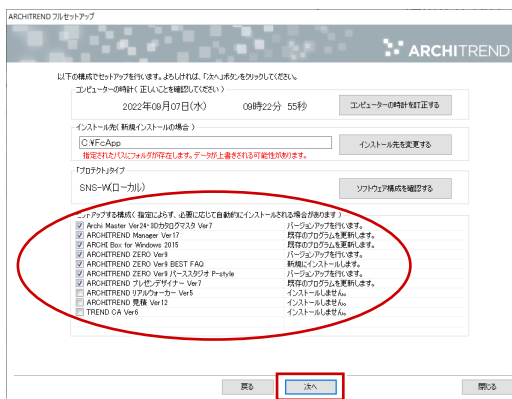 ARCHITREND フルセットアップ
ARCHITREND
以下の構成でセットアップを行います。よろしければ、「次へ」ボタンをクリックしてください。
コンピューターの時計( 正しいことを確認してください )
2022年09月07日(水) 09時22分 55秒 コンピューターの時計を訂正する
インストール先( 新規インストールの場合 )
C:¥FcApp インストール先を変更する
指定されたパスにフォルダが存在します。データが上書きされる可能性があります。
「プロテクト」タイプ
SNS-W(ローカル) ソフトウェア構成を確認する
セットアップする構成( 指定によらず、必要に応じて自動的にインストールされる場合があります )
Archi Master Ver24・3Dカタログマスタ Ver7 バージョンアップを行います。
ARCHITREND Manager Ver17 既存のプログラムを更新します。
ARCHI Box for Windows 2015 既存のプログラムを更新します。
ARCHITREND ZERO Ver9 バージョンアップを行います。
ARCHITREND ZERO Ver9 BEST FAQ 新規にインストールします。
ARCHITREND ZERO Ver9 パーススタジオ P-style バージョンアップを行います。
ARCHITREND プレゼンデザイナー Ver7 既存のプログラムを更新します。
ARCHITREND リアルウォーカー Ver5 インストールしません。
ARCHITREND 見積 Ver12 インストールしません。
TREND CA Ver6 インストールしません。
戻る 次へ 閉じる